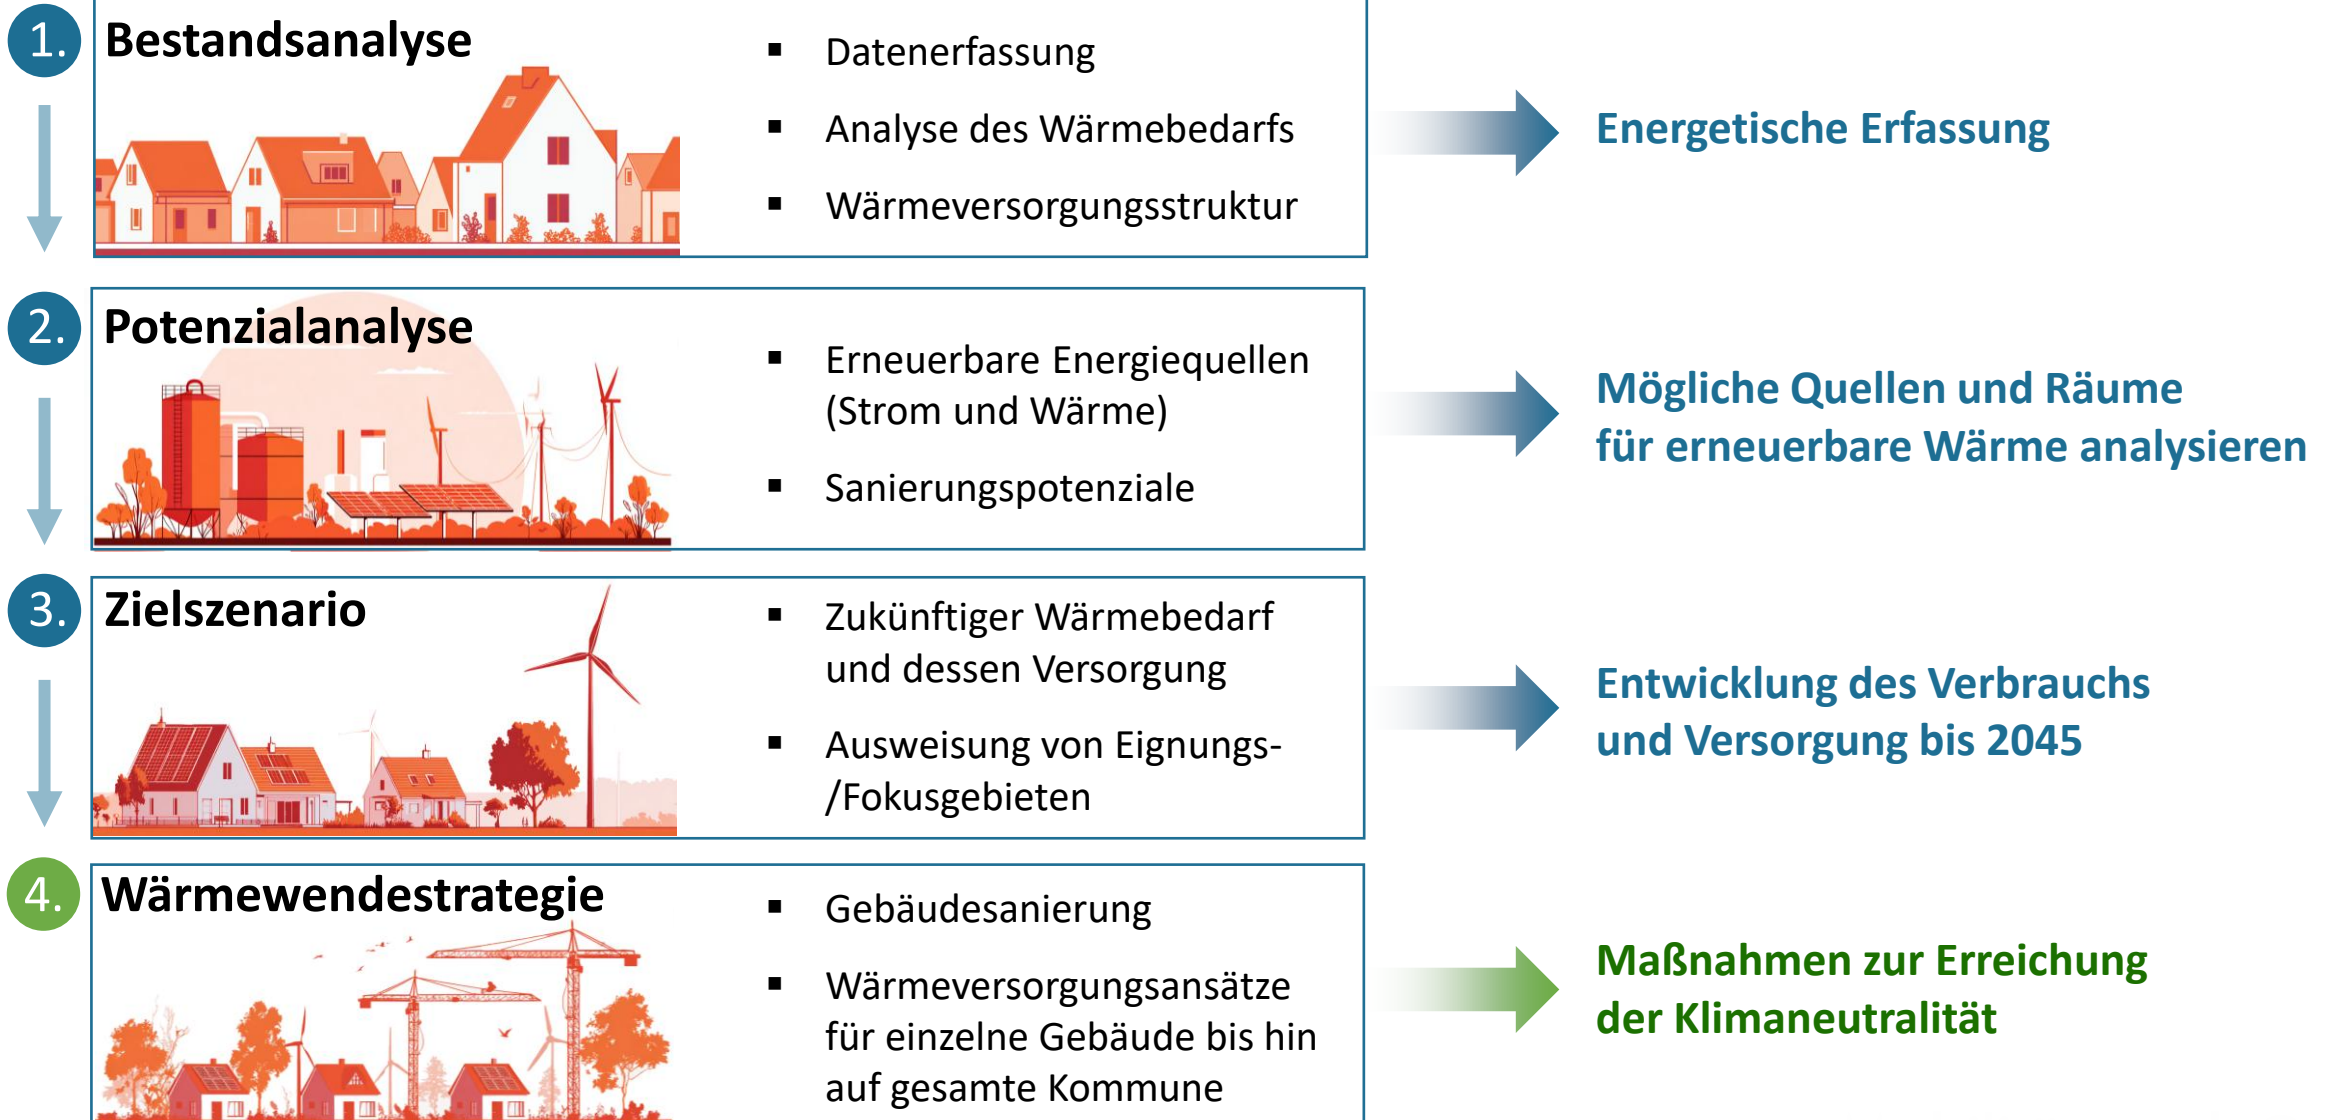 1.
Bestandsanalyse
▪ Datenerfassung
▪ Analyse des Wärmebedarfs
▪ Wärmeversorgungsstruktur
Energetische Erfassung
2.
Potenzialanalyse
▪ Erneuerbare Energiequellen
(Strom und Wärme)
▪ Sanierungspotenziale
Mögliche Quellen und Räume
für erneuerbare Wärme analysieren
3.
Zielszenario
▪ Zukünftiger Wärmebedarf
und dessen Versorgung
▪ Ausweisung von Eignungs-
/Fokusgebieten
Entwicklung des Verbrauchs
und Versorgung bis 2045
4.
Wärmewendestrategie
▪ Gebäudesanierung
▪ Wärmeversorgungsansätze
für einzelne Gebäude bis hin
auf gesamte Kommune
Maßnahmen zur Erreichung
der Klimaneutralität